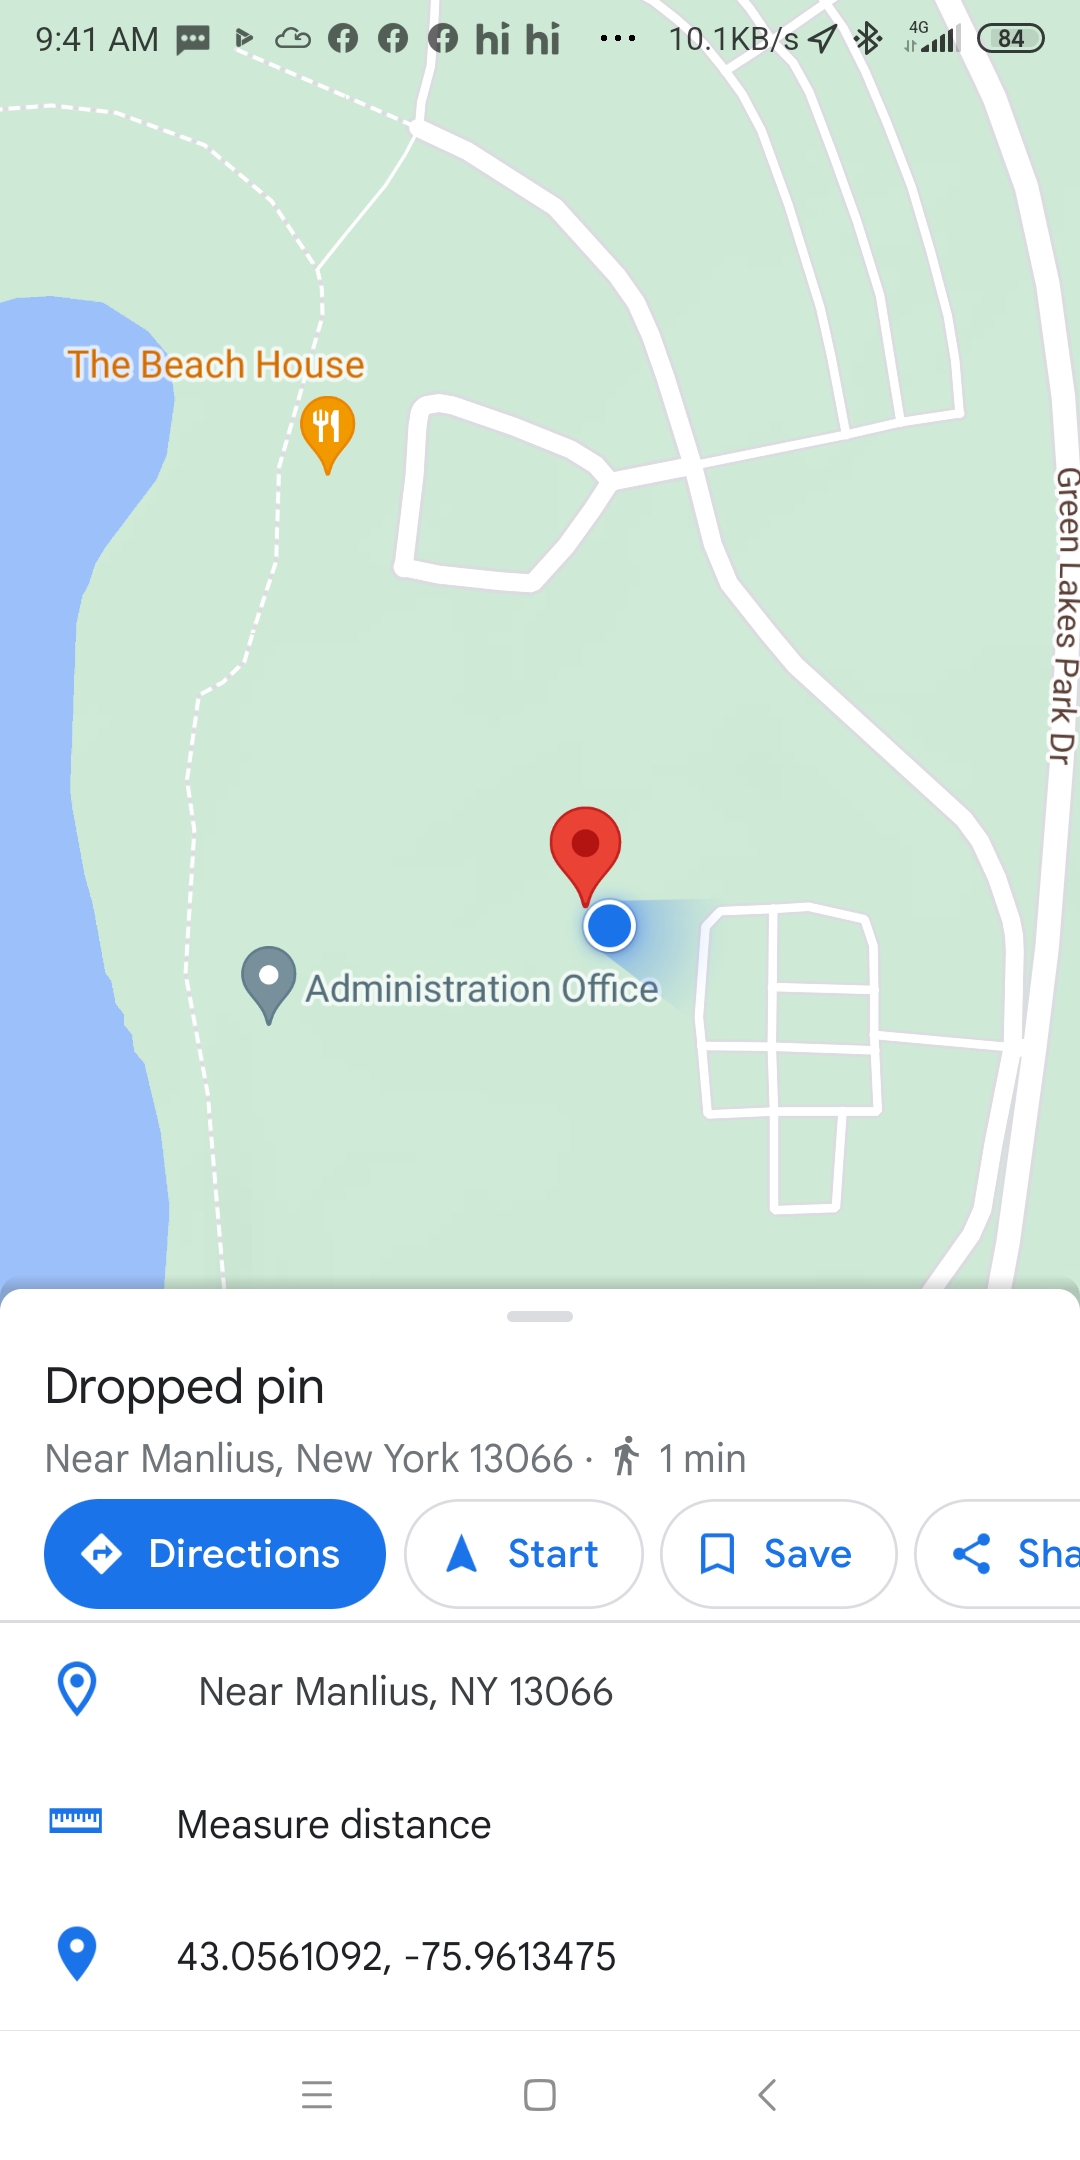 9:41 AM hi hi ... 10.1KB/s 4G 84
The Beach House
Green Lakes Park Dr
Administration Office
Dropped pin
Near Manlius, New York 13066 · 1 min
Directions Start Save Sha
Near Manlius, NY 13066
Measure distance
43.0561092, -75.9613475